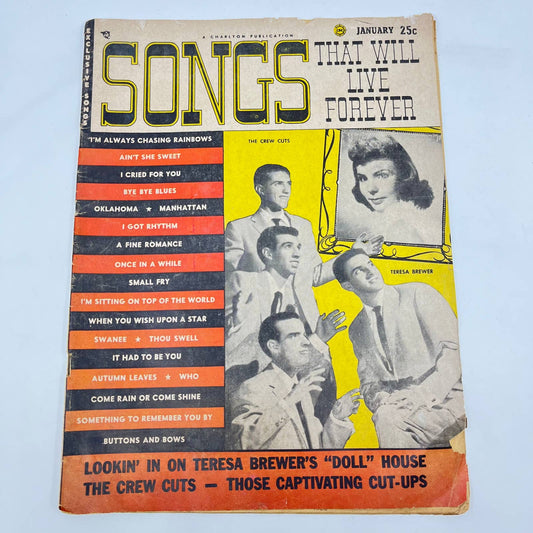 A CHARLTON PUBLICATION
JANUARY 25c
EXCLUSIVE SONGS
SONGS
THAT WILL
LIVE
FOREVER
I'M ALWAYS CHASING RAINBOWS
AIN'T SHE SWEET
I CRIED FOR YOU
BYE BYE BLUES
OKLAHOMA ★ MANHATTAN
I GOT RHYTHM
A FINE ROMANCE
ONCE IN A WHILE
SMALL FRY
I'M SITTING ON TOP OF THE WORLD
WHEN YOU WISH UPON A STAR
SWANEE ★ THOU SWELL
IT HAD TO BE YOU
AUTUMN LEAVES ★ WHO
COME RAIN OR COME SHINE
SOMETHING TO REMEMBER YOU BY
BUTTONS AND BOWS
THE CREW CUTS
TERESA BREWER
LOOKIN' IN ON TERESA BREWER'S "DOLL" HOUSE
THE CREW CUTS — THOSE CAPTIVATING CUT-UPS